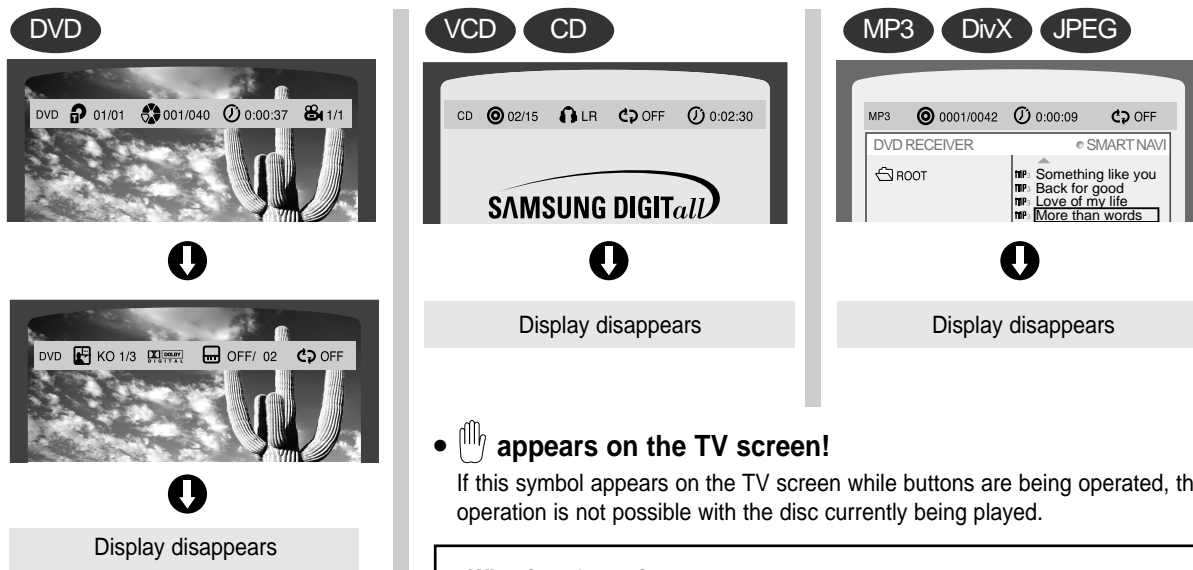 DVD
DVD 01/01 001/040 0:00:37 1/1
DVD KO 1/3 DOLBY DIGITAL OFF/ 02 OFF
Display disappears
VCD CD
CD 02/15 LR OFF 0:02:30
SAMSUNG DIGITall
Display disappears
MP3 DivX JPEG
MP3 0001/0042 0:00:09 OFF
DVD RECEIVER SMART NAVI
ROOT
Something like you
Back for good
Love of my life
More than words
Display disappears
• appears on the TV screen!
If this symbol appears on the TV screen while buttons are being operated, th
operation is not possible with the disc currently being played.